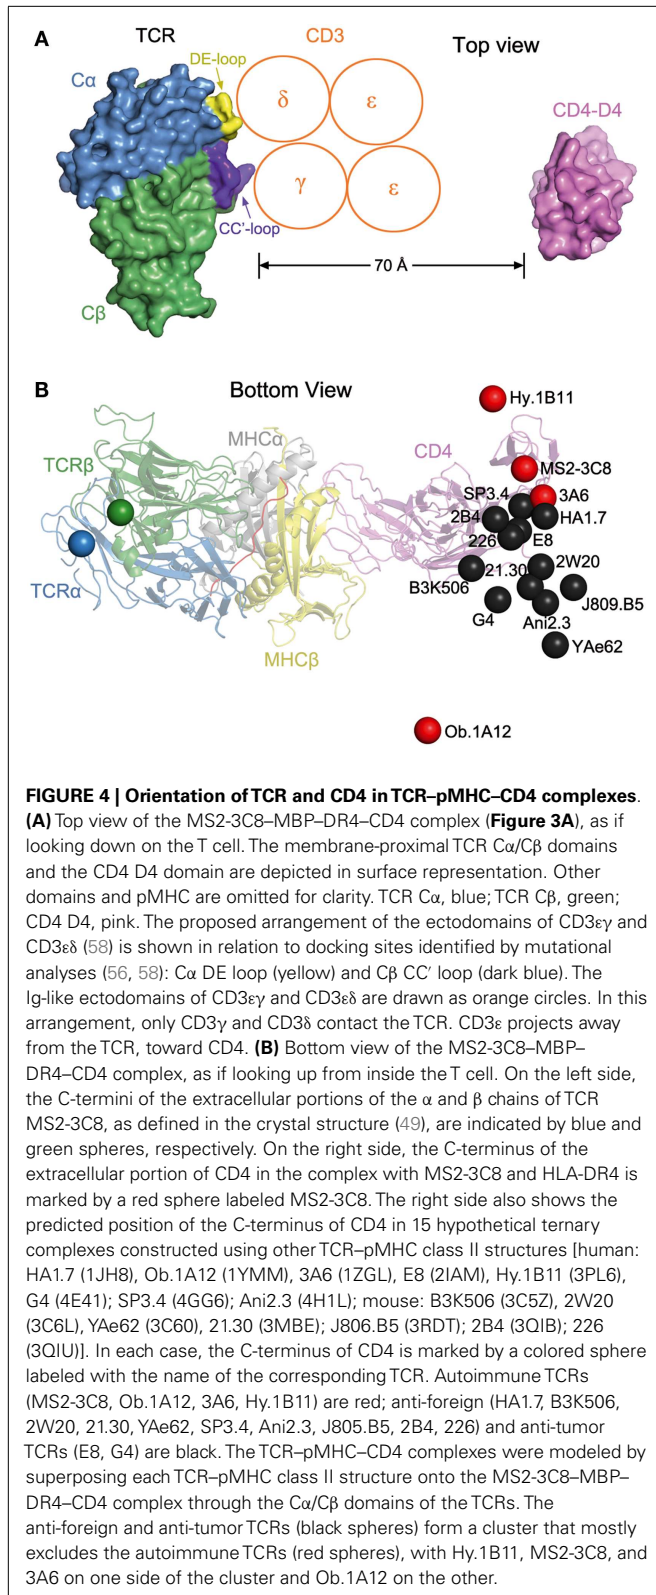 A
TCR
CD3
Top view
DE-loop
Cα
δ
ε
CD4-D4
γ
ε
CC'-loop
70 Å
Cβ
B
Bottom View
Hy.1B11
MHCα
TCRβ
CD4
MS2-3C8
SP3.4
3A6
2B4
HA1.7
226
E8
2W20
21.30
B3K506
TCRα
J809.B5
G4
Ani2.3
MHCβ
YAe62
Ob.1A12
FIGURE 4 | Orientation of TCR and CD4 in TCR–pMHC–CD4 complexes.
(A) Top view of the MS2-3C8–MBP–DR4–CD4 complex (Figure 3A), as if
looking down on the T cell. The membrane-proximal TCR Cα/Cβ domains
and the CD4 D4 domain are depicted in surface representation. Other
domains and pMHC are omitted for clarity. TCR Cα, blue; TCR Cβ, green;
CD4 D4, pink. The proposed arrangement of the ectodomains of CD3εγ and
CD3εδ (58) is shown in relation to docking sites identified by mutational
analyses (56, 58): Cα DE loop (yellow) and Cβ CC′ loop (dark blue). The
Ig-like ectodomains of CD3εγ and CD3εδ are drawn as orange circles. In this
arrangement, only CD3γ and CD3δ contact the TCR. CD3ε projects away
from the TCR, toward CD4. (B) Bottom view of the MS2-3C8–MBP–
DR4–CD4 complex, as if looking up from inside the T cell. On the left side,
the C-termini of the extracellular portions of the α and β chains of TCR
MS2-3C8, as defined in the crystal structure (49), are indicated by blue and
green spheres, respectively. On the right side, the C-terminus of the
extracellular portion of CD4 in the complex with MS2-3C8 and HLA-DR4 is
marked by a red sphere labeled MS2-3C8. The right side also shows the
predicted position of the C-terminus of CD4 in 15 hypothetical ternary
complexes constructed using other TCR–pMHC class II structures [human:
HA1.7 (1JH8), Ob.1A12 (1YMM), 3A6 (1ZGL), E8 (2IAM), Hy.1B11 (3PL6),
G4 (4E41); SP3.4 (4GG6); Ani2.3 (4H1L); mouse: B3K506 (3C5Z), 2W20
(3C6L), YAe62 (3C60), 21.30 (3MBE); J806.B5 (3RDT); 2B4 (3QIB); 226
(3QIU)]. In each case, the C-terminus of CD4 is marked by a colored sphere
labeled with the name of the corresponding TCR. Autoimmune TCRs
(MS2-3C8, Ob.1A12, 3A6, Hy.1B11) are red; anti-foreign (HA1.7, B3K506,
2W20, 21.30, YAe62, SP3.4, Ani2.3, J805.B5, 2B4, 226) and anti-tumor
TCRs (E8, G4) are black. The TCR–pMHC–CD4 complexes were modeled by
superposing each TCR–pMHC class II structure onto the MS2-3C8–MBP–
DR4–CD4 complex through the Cα/Cβ domains of the TCRs. The
anti-foreign and anti-tumor TCRs (black spheres) form a cluster that mostly
excludes the autoimmune TCRs (red spheres), with Hy.1B11, MS2-3C8, and
3A6 on one side of the cluster and Ob.1A12 on the other.